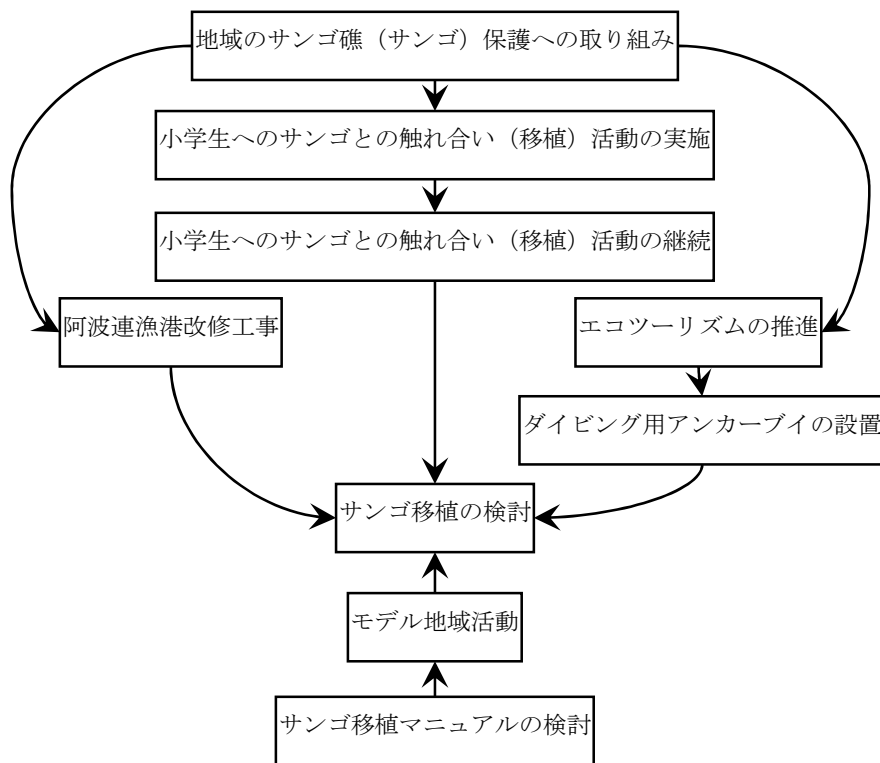 地域のサンゴ礁（サンゴ）保護への取り組み
小学生へのサンゴとの触れ合い（移植）活動の実施
小学生へのサンゴとの触れ合い（移植）活動の継続
阿波連漁港改修工事
エコツーリズムの推進
ダイビング用アンカーブイの設置
サンゴ移植の検討
モデル地域活動
サンゴ移植マニュアルの検討